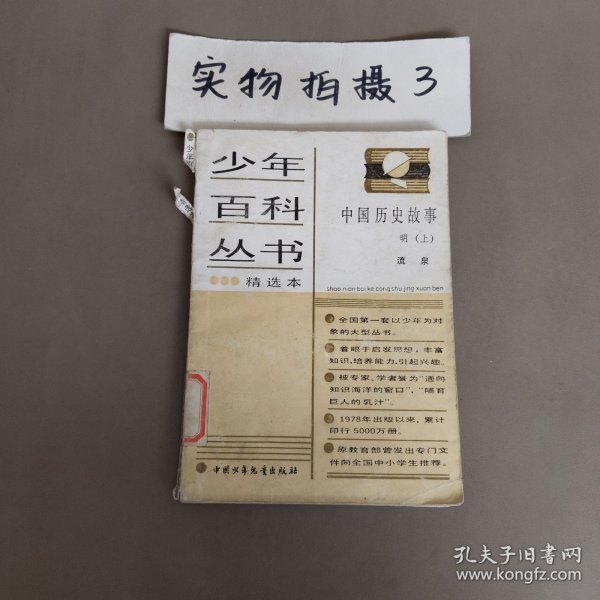 实物拍摄3
少年
百科
丛书
精选本
中国历史故事
明(上)
流泉
shao nian bai ke cong shu jing xuan ben
全国第一套以少年为对
象的大型丛书。
着眼于启发思想,丰富
知识,培养能力,引起兴趣。
被专家、学者誉为“通向
知识海洋的窗口”,“哺育
巨人的乳汁”。
1978年出版以来,累计
印行5000万册。
原教育部曾发出专门文
件向全国中小学生推荐。
中国少年儿童出版社
少年
孔夫子旧书网
www.kongfz.com